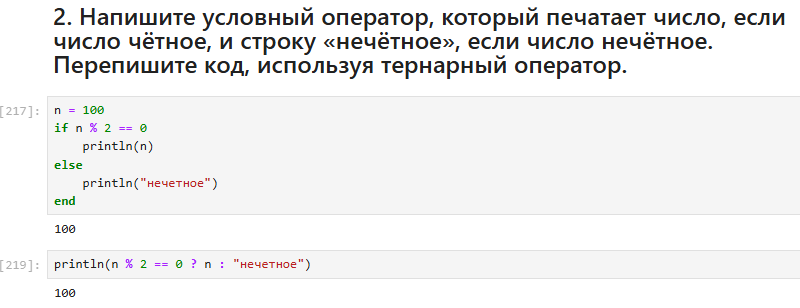 2. Напишите условный оператор, который печатает число, если
число чётное, и строку «нечётное», если число нечётное.
Перепишите код, используя тернарный оператор.
[217]:
n = 100
if n % 2 == 0
    println(n)
else
    println("нечетное")
end
100
[219]:
println(n % 2 == 0 ? n : "нечетное")
100